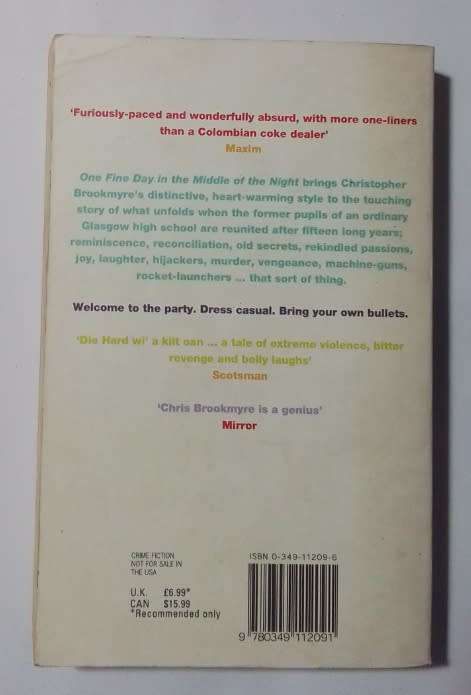 'Furiously-paced and wonderfully absurd, with more one-liners
than a Colombian coke dealer'
Maxim
One Fine Day in the Middle of the Night brings Christopher
Brookmyre's distinctive, heart-warming style to the touching
story of what unfolds when the former pupils of an ordinary
Glasgow high school are reunited after fifteen long years;
reminiscence, reconciliation, old secrets, rekindled passions,
joy, laughter, hijackers, murder, vengeance, machine-guns,
rocket-launchers ... that sort of thing.
Welcome to the party. Dress casual. Bring your own bullets.
'Die Hard wi' a kilt oan ... a tale of extreme violence, bitter
revenge and belly laughs'
Scotsman
'Chris Brookmyre is a genius'
Mirror
CRIME FICTION
NOT FOR SALE IN
THE USA
U.K. £6.99*
CAN $15.99
*Recommended only
ISBN 0-349-11209-6
9 780349 112091